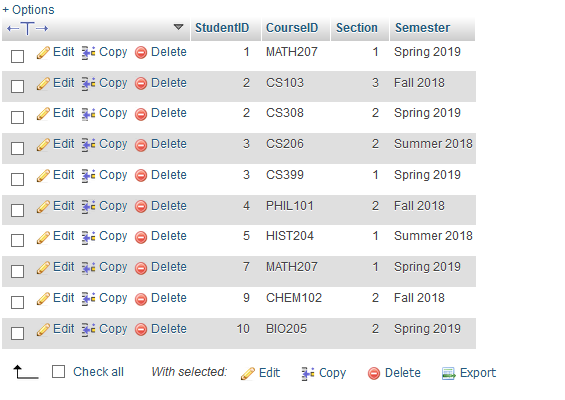 + Options
StudentID CourseID Section Semester
Edit Copy Delete 1 MATH207 1 Spring 2019
Edit Copy Delete 2 CS103 3 Fall 2018
Edit Copy Delete 2 CS308 2 Spring 2019
Edit Copy Delete 3 CS206 2 Summer 2018
Edit Copy Delete 3 CS399 1 Spring 2019
Edit Copy Delete 4 PHIL101 2 Fall 2018
Edit Copy Delete 5 HIST204 1 Summer 2018
Edit Copy Delete 7 MATH207 1 Spring 2019
Edit Copy Delete 9 CHEM102 2 Fall 2018
Edit Copy Delete 10 BIO205 2 Spring 2019
Check all With selected: Edit Copy Delete Export